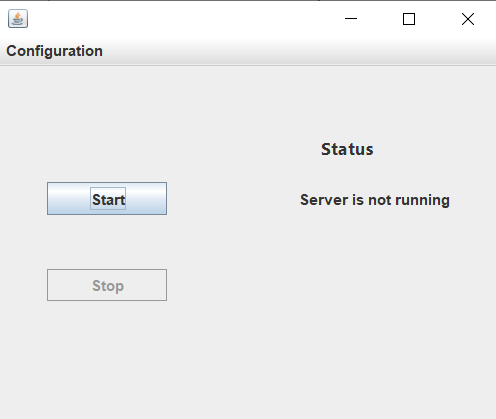 Configuration
Status
Start
Server is not running
Stop